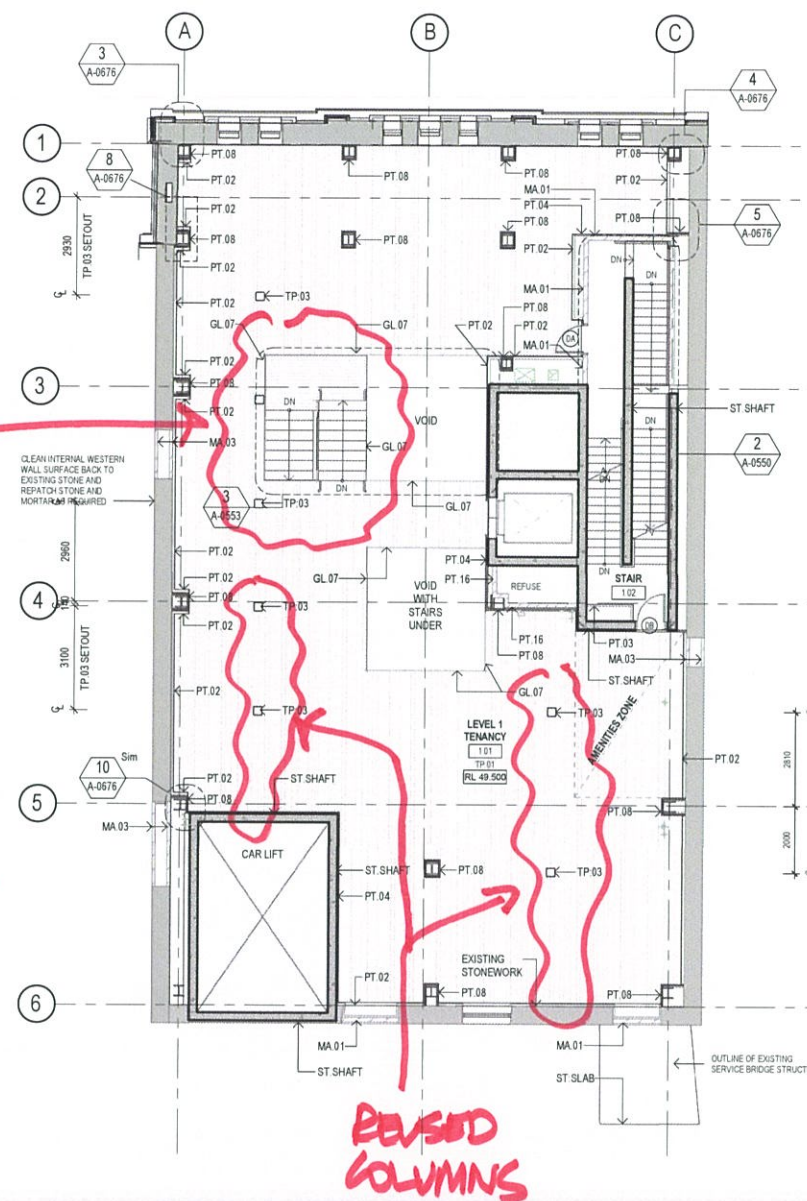 A
B
C
3
A-0676
4
A-0676
1
PT.08
PT.02
PT.08
PT.08
PT.08
PT.02
8
A-0676
MA.01
PT.04
2
PT.02
PT.08
PT.08
PT.08
PT.08
5
A-0676
PT.02
PT.02
2930
TP.03 SETOUT
DN
DN
TP.03
PT.02
MA.01
GL.07
GL.07
PT.02
PT.08
PT.02
MA.01
DA
PT.02
3
PT.08
PT.02
DN
VOID
ST.SHAFT
MA.03
GL.07
CLEAN INTERNAL WESTERN
WALL SURFACE BACK TO
EXISTING STONE AND
REPATCH STONE AND
MORTAR AS REQUIRED
2
A-0550
DN
3
A-0553
TP.03
GL.07
DN
2960
PT.02
GL.07
VOID
WITH
STAIRS
UNDER
PT.04
PT.16
REFUSE
STAIR
1.02
PT.02
PT.08
4
TP.03
PT.02
PT.16
PT.08
DB
PT.03
MA.03
ST.SHAFT
3100
TP.03 SETOUT
PT.02
GL.07
TP.03
TP.03
LEVEL 1
TENANCY
1.01
TP.01
RL 49.500
AMENITIES ZONE
2810
PT.02
10
A-0676
Sim
PT.02
ST.SHAFT
PT.08
5
PT.08
MA.03
CAR LIFT
2000
ST.SHAFT
PT.08
TP.03
PT.04
EXISTING
STONEWORK
PT.02
6
PT.08
PT.08
MA.01
MA.01
ST.SHAFT
ST.SLAB
OUTLINE OF EXISTING
SERVICE BRIDGE STRUCT
REUSED
COLUMNS